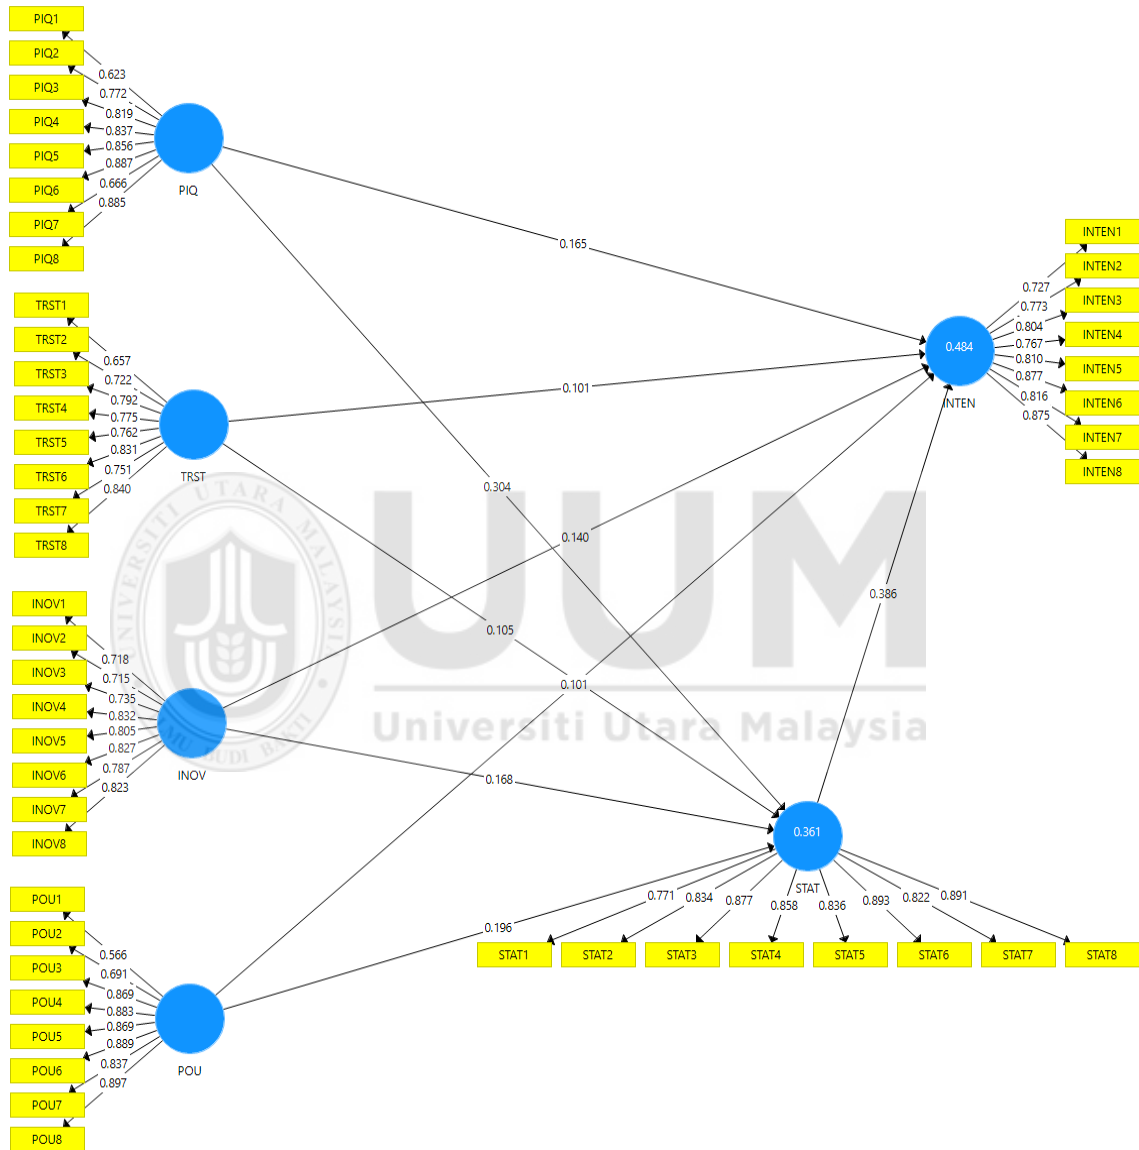 PIQ1
PIQ2
PIQ3
PIQ4
PIQ5
PIQ6
PIQ7
PIQ8
0.623
0.772
0.819
0.837
0.856
0.887
0.666
0.885
PIQ
TRST1
TRST2
TRST3
TRST4
TRST5
TRST6
TRST7
TRST8
0.657
0.722
0.792
0.775
0.762
0.831
0.751
0.840
TRST
INOV1
INOV2
INOV3
INOV4
INOV5
INOV6
INOV7
INOV8
0.718
0.715
0.735
0.832
0.805
0.827
0.787
0.823
INOV
POU1
POU2
POU3
POU4
POU5
POU6
POU7
POU8
0.566
0.691
0.869
0.883
0.869
0.889
0.837
0.897
POU
0.165
0.101
0.304
0.140
0.105
0.101
0.168
0.196
0.386
0.484
INTEN
0.727
0.773
0.804
0.767
0.810
0.877
0.816
0.875
INTEN1
INTEN2
INTEN3
INTEN4
INTEN5
INTEN6
INTEN7
INTEN8
0.361
STAT
0.771
0.834
0.877
0.858
0.836
0.893
0.822
0.891
STAT1
STAT2
STAT3
STAT4
STAT5
STAT6
STAT7
STAT8
UNIVERSITI UTARA MALAYSIA
BUDI BAKTI
UUM
Universiti Utara Malaysia